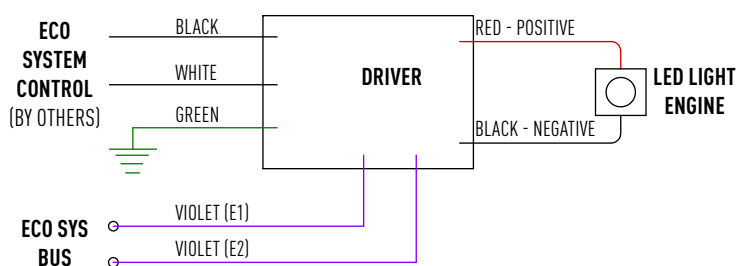 ECO
SYSTEM
CONTROL
(BY OTHERS)
BLACK
WHITE
GREEN
DRIVER
RED - POSITIVE
BLACK - NEGATIVE
LED LIGHT
ENGINE
ECO SYS
BUS
VIOLET (E1)
VIOLET (E2)